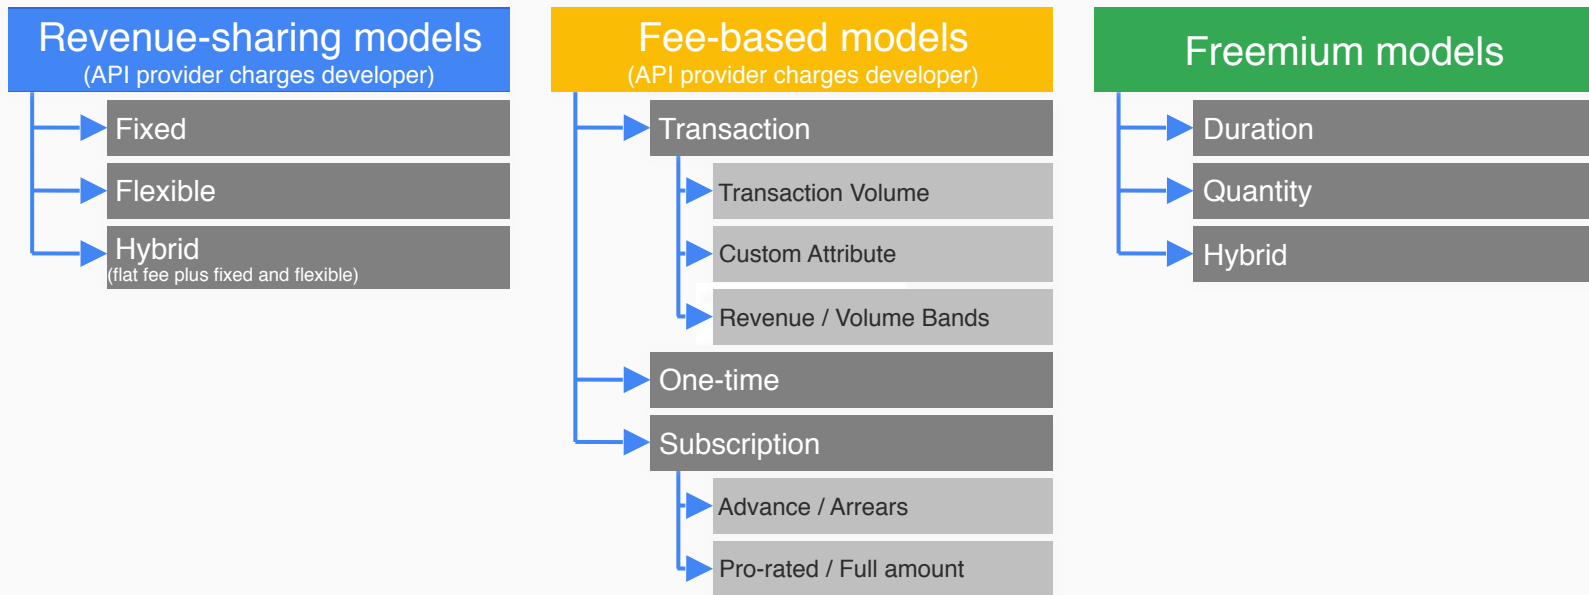 Revenue-sharing models
(API provider charges developer)
Fixed
Flexible
Hybrid
(flat fee plus fixed and flexible)
Fee-based models
(API provider charges developer)
Transaction
Transaction Volume
Custom Attribute
Revenue / Volume Bands
One-time
Subscription
Advance / Arrears
Pro-rated / Full amount
Freemium models
Duration
Quantity
Hybrid